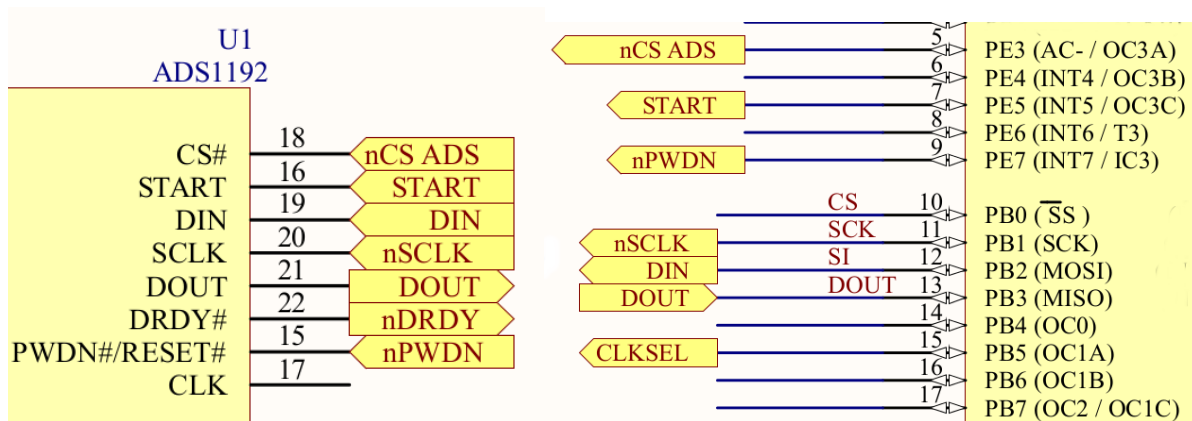 U1
ADS1192
CS# 18 nCS ADS
START 16 START
DIN 19 DIN
SCLK 20 nSCLK
DOUT 21 DOUT
DRDY# 22 nDRDY
PWDN#/RESET# 15 nPWDN
CLK 17
nCS ADS 5 PE3 (AC- / OC3A)
6 PE4 (INT4 / OC3B)
START 7 PE5 (INT5 / OC3C)
8 PE6 (INT6 / T3)
nPWDN 9 PE7 (INT7 / IC3)
CS 10 PB0 (S̅S )
nSCLK SCK 11 PB1 (SCK)
DIN SI 12 PB2 (MOSI)
DOUT DOUT 13 PB3 (MISO)
14 PB4 (OC0)
CLKSEL 15 PB5 (OC1A)
16 PB6 (OC1B)
17 PB7 (OC2 / OC1C)